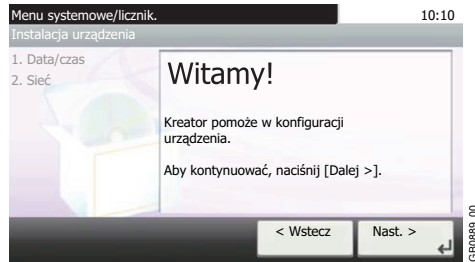 Menu systemowe/licznik.
10:10
Instalacja urządzenia
1. Data/czas
2. Sieć
Witamy!
Kreator pomoże w konfiguracji
urządzenia.
Aby kontynuować, naciśnij [Dalej >].
< Wstecz
Nast. >
GB0889_00